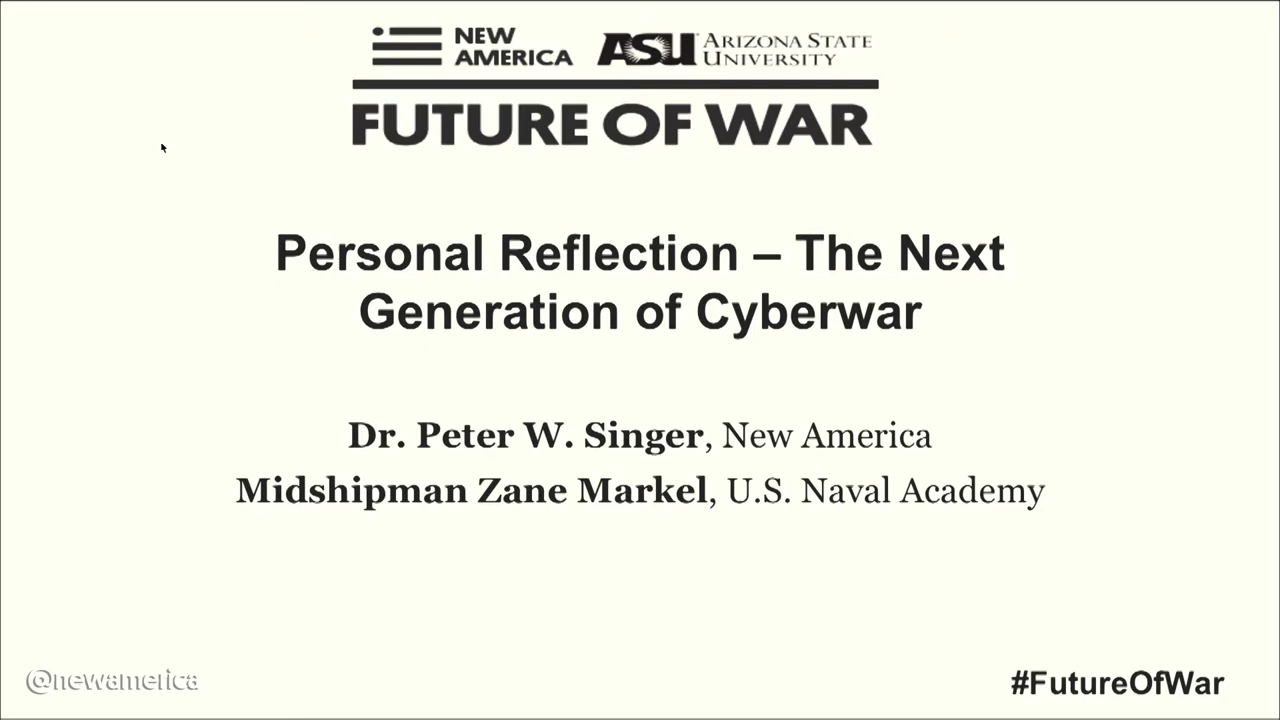 NEW
AMERICA
ASU ARIZONA STATE
UNIVERSITY
FUTURE OF WAR
Personal Reflection – The Next
Generation of Cyberwar
Dr. Peter W. Singer, New America
Midshipman Zane Markel, U.S. Naval Academy
@newamerica
#FutureOfWar